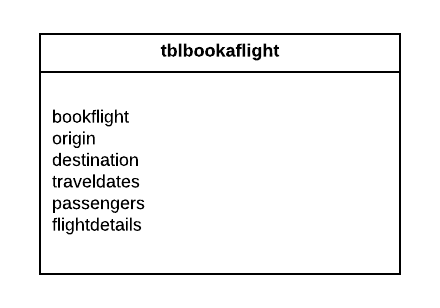 tblbookaflight
bookflight
origin
destination
traveldates
passengers
flightdetails